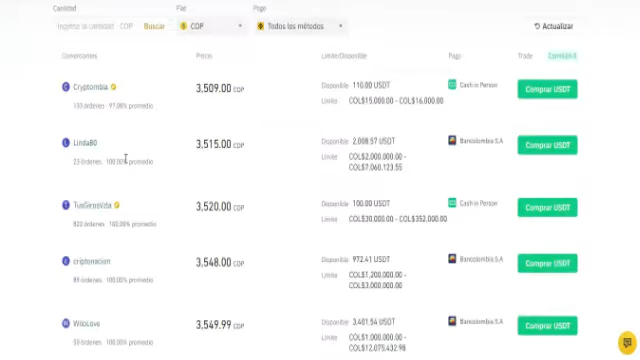 Cantidad Fiat Pago
Ingrese la cantidad COP Buscar COP Todos los métodos Actualizar
Comerciantes Precio Límite/Disponible Pago Trade Comisión 0
Cryptombia 3,509.00 COP Disponible 110.00 USDT Cash in Person Comprar USDT
órdenes 97.00% promedio Límite COL$15,000.00 - COL$16,000.00
Linda80 3,515.00 COP Disponible 2,008.57 USDT Bancolombia S.A Comprar USDT
23 órdenes 100.00% promedio Límite COL$2,000,000.00 -
COL$7,060,123.55
TusGirosVzla 3,520.00 COP Disponible 100.00 USDT Cash in Person Comprar USDT
órdenes 100.00% promedio Límite COL$30,000.00 - COL$352,000.00
criptonacion 3,548.00 COP Disponible 972.41 USDT Bancolombia S.A Comprar USDT
órdenes 100.00% promedio Límite COL$1,200,000.00 -
COL$3,000,000.00
WiloLove 3,549.99 COP Disponible 3,401.54 USDT Bancolombia S.A Comprar USDT
órdenes 100.00% promedio Límite COL$1,000,000.00 -
COL$12,075,432.98